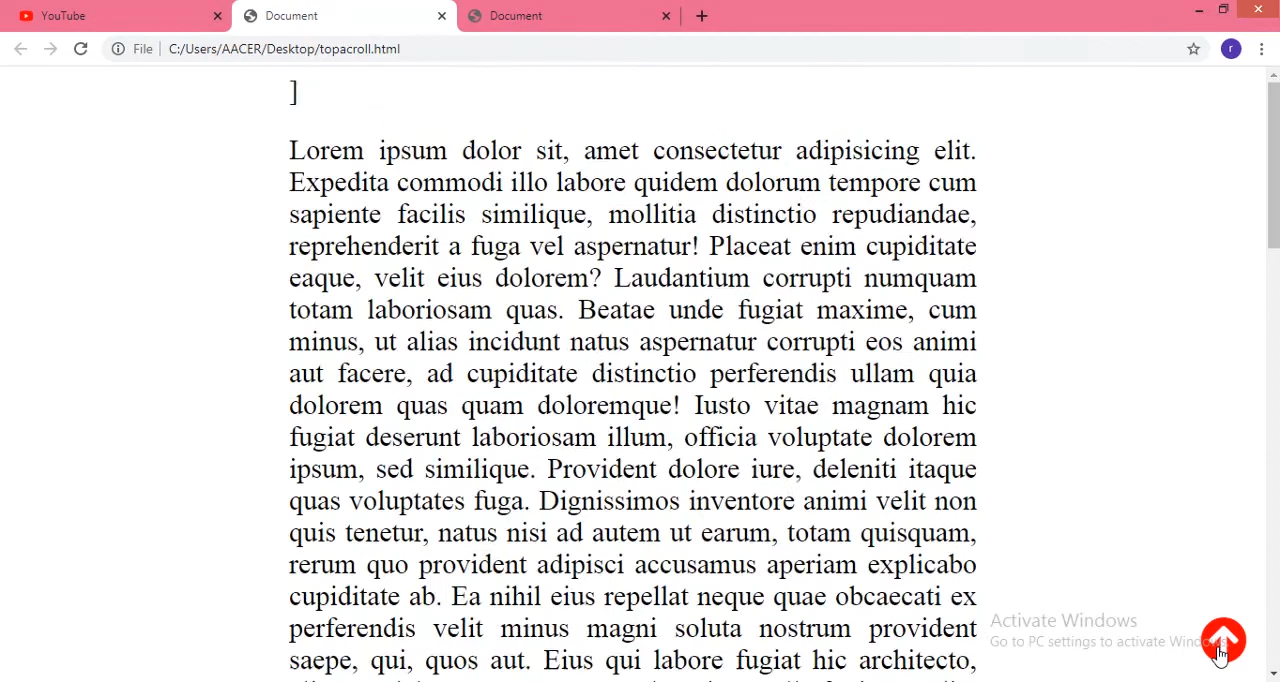 YouTube
Document
Document
File
C:/Users/AACER/Desktop/topacroll.html
r
]
Lorem ipsum dolor sit, amet consectetur adipisicing elit.
Expedita commodi illo labore quidem dolorum tempore cum
sapiente facilis similique, mollitia distinctio repudiandae,
reprehenderit a fuga vel aspernatur! Placeat enim cupiditate
eaque, velit eius dolorem? Laudantium corrupti numquam
totam laboriosam quas. Beatae unde fugiat maxime, cum
minus, ut alias incidunt natus aspernatur corrupti eos animi
aut facere, ad cupiditate distinctio perferendis ullam quia
dolorem quas quam doloremque! Iusto vitae magnam hic
fugiat deserunt laboriosam illum, officia voluptate dolorem
ipsum, sed similique. Provident dolore iure, deleniti itaque
quas voluptates fuga. Dignissimos inventore animi velit non
quis tenetur, natus nisi ad autem ut earum, totam quisquam,
rerum quo provident adipisci accusamus aperiam explicabo
cupiditate ab. Ea nihil eius repellat neque quae obcaecati ex
perferendis velit minus magni soluta nostrum provident
saepe, qui, quos aut. Eius qui labore fugiat hic architecto,
Activate Windows
Go to PC settings to activate Windows.